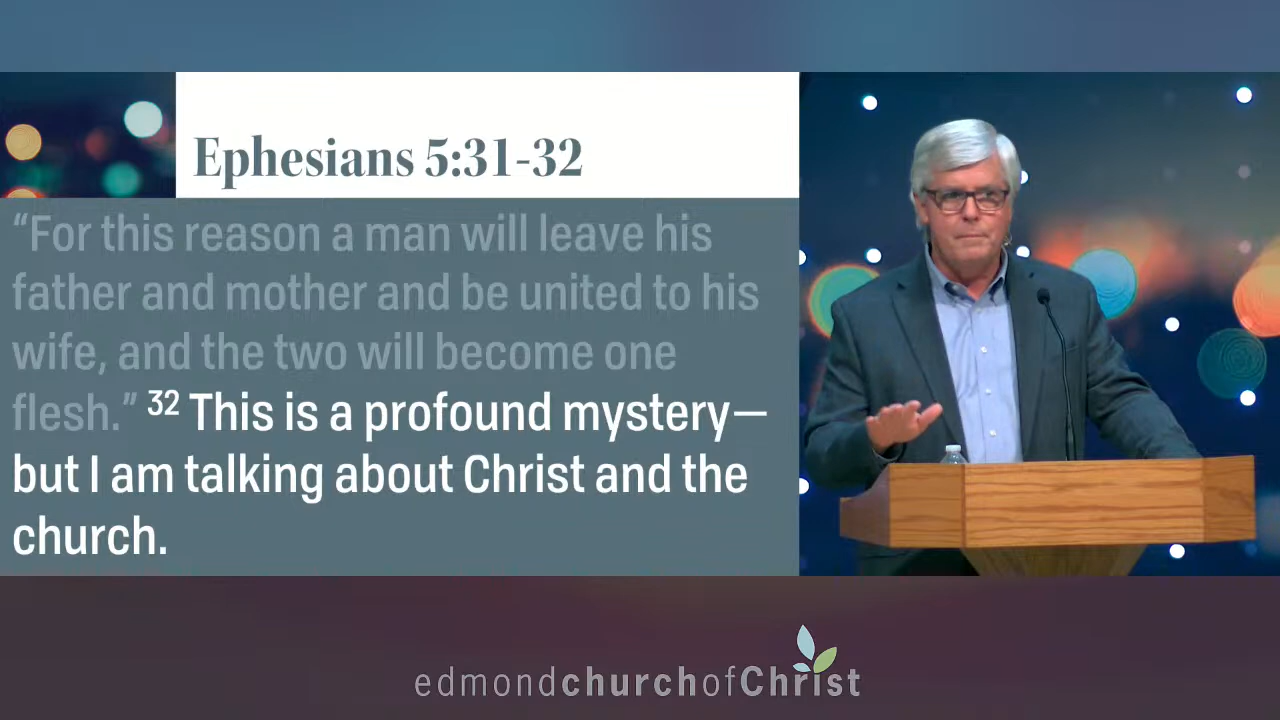 Ephesians 5:31-32
“For this reason a man will leave his
father and mother and be united to his
wife, and the two will become one
flesh.” 32 This is a profound mystery—
but I am talking about Christ and the
church.
edmondchurchofChrist